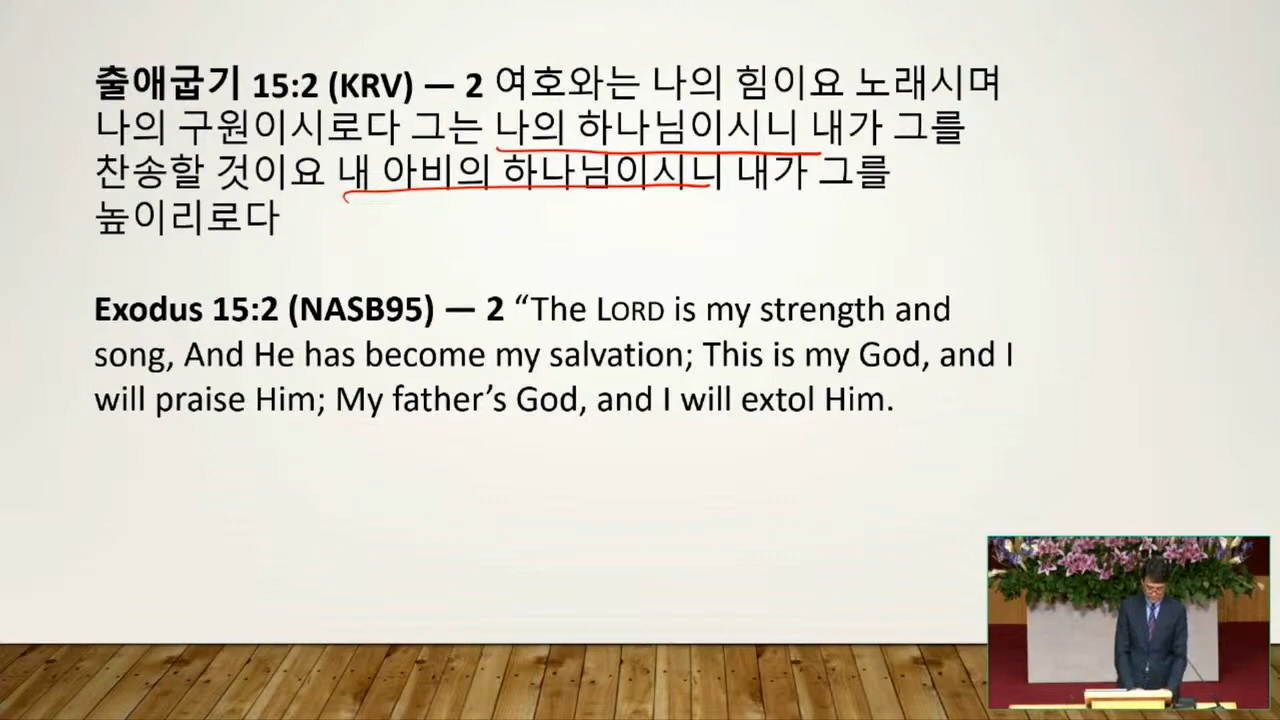 출애굽기 15:2 (KRV) — 2 여호와는 나의 힘이요 노래시며
나의 구원이시로다 그는 나의 하나님이시니 내가 그를
찬송할 것이요 내 아비의 하나님이시니 내가 그를
높이리로다
Exodus 15:2 (NASB95) — 2 “The LORD is my strength and
song, And He has become my salvation; This is my God, and I
will praise Him; My father’s God, and I will extol Him.